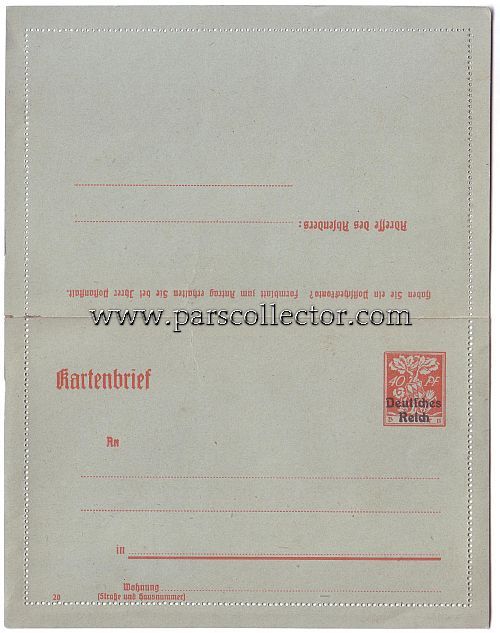 Adresse des Absenders:
Haben Sie ein Postscheckkonto? Formblatt zum Antrag erhalten Sie bei Ihrer Postanstalt.
www.parscollector.com
Kartenbrief
40 Pf
Deutsches
Reich
An
in
Wohnung
(Straße und Hausnummer)
20